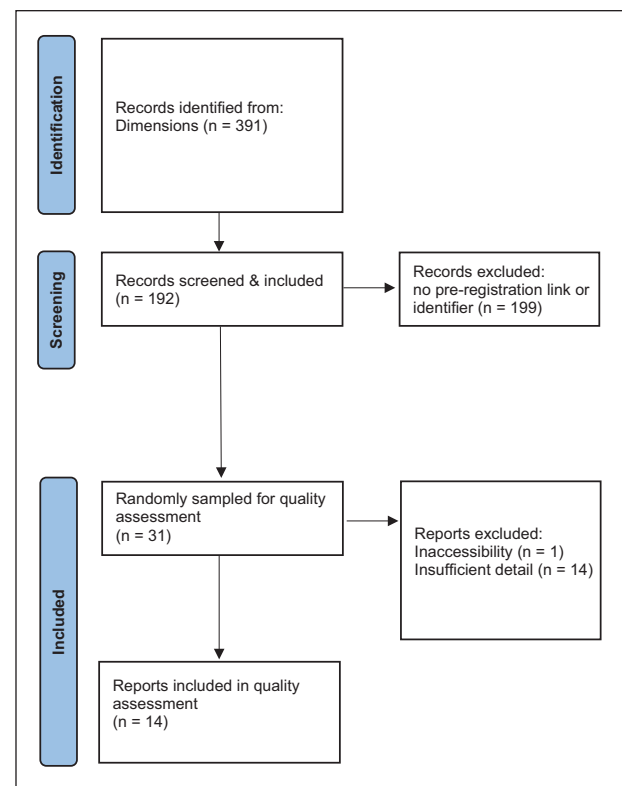 Identification
Records identified from:
Dimensions (n = 391)
Screening
Records screened & included
(n = 192)
Records excluded:
no pre-registration link or
identifier (n = 199)
Included
Randomly sampled for quality
assessment
(n = 31)
Reports excluded:
Inaccessibility (n = 1)
Insufficient detail (n = 14)
Reports included in quality
assessment
(n = 14)